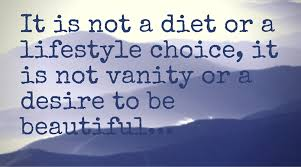 It is not a diet or a
lifestyle choice, it
is not vanity or a
desire to be
beautiful...